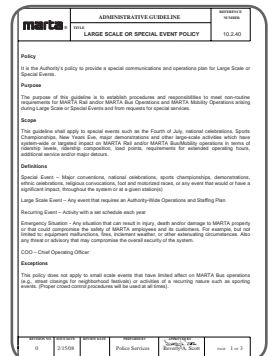 marta
ADMINISTRATIVE GUIDELINE
REFERENCE
NUMBER
TITLE
LARGE SCALE OR SPECIAL EVENT POLICY
10.2.40
Policy
It is the Authority's policy to provide a special communications and operations plan for Large Scale or
Special Events.
Purpose
The purpose of this guideline is to establish procedures and responsibilities to meet non-routine
requirements for MARTA Rail and/or MARTA Bus Operations and MARTA Mobility Operations arising
during Large Scale or Special Events and from requests for special services.
Scope
This guideline shall apply to special events such as the Fourth of July, national celebrations, Sports
Championships, New Years Eve, major demonstrations and other large-scale activities which have
system-wide or targeted impact on MARTA Rail and/or MARTA Bus/Mobility operations in terms of
ridership levels, ridership composition, load points, requirements for extended operating hours,
additional service and/or major detours.
Definitions
Special Event – Major conventions, national celebrations, sports championships, demonstrations,
ethnic celebrations, religious convocations, foot and motorized races, or any event that would or have a
significant impact, throughout the system or at a given station(s)
Large Scale Event – Any event that requires an Authority-Wide Operations and Staffing Plan
Recurring Event – Activity with a set schedule each year
Emergency Situation – Any situation that can result in injury, death and/or damage to MARTA property
or that could compromise the safety of MARTA employees and its customers. For example, but not
limited to; equipment malfunctions, fires, inclement weather, or other extenuating circumstances. Also
any threat or advisory that may compromise the overall security of the system.
COO – Chief Operating Officer
Exceptions
This policy does not apply to small scale events that have limited affect on MARTA Bus operations
(e.g., street closings for neighborhood festivals) or activities of a recurring nature such as sporting
events. (Proper crowd control procedures will be used at all times).
REVISION NO.
0
2/15/08
Police Services
Beverly A. Scott
PAGE 1 OF 3